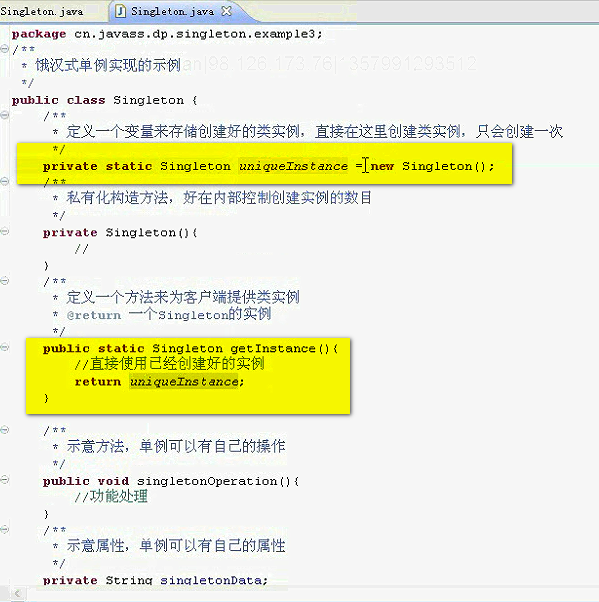 Singleton.java
Singleton.java
package cn.javass.dp.singleton.example3;
/**
 * 饿汉式单例实现的示例
 */
public class Singleton {
    /**
     * 定义一个变量来存储创建好的类实例，直接在这里创建类实例，只会创建一次
     */
    private static Singleton uniqueInstance = new Singleton();
    /**
     * 私有化构造方法，好在内部控制创建实例的数目
     */
    private Singleton(){
        //
    }
    /**
     * 定义一个方法来为客户端提供类实例
     * @return 一个Singleton的实例
     */
    public static Singleton getInstance(){
        //直接使用已经创建好的实例
        return uniqueInstance;
    }
    /**
     * 示意方法，单例可以有自己的操作
     */
    public void singletonOperation(){
        //功能处理
    }
    /**
     * 示意属性，单例可以有自己的属性
     */
    private String singletonData;